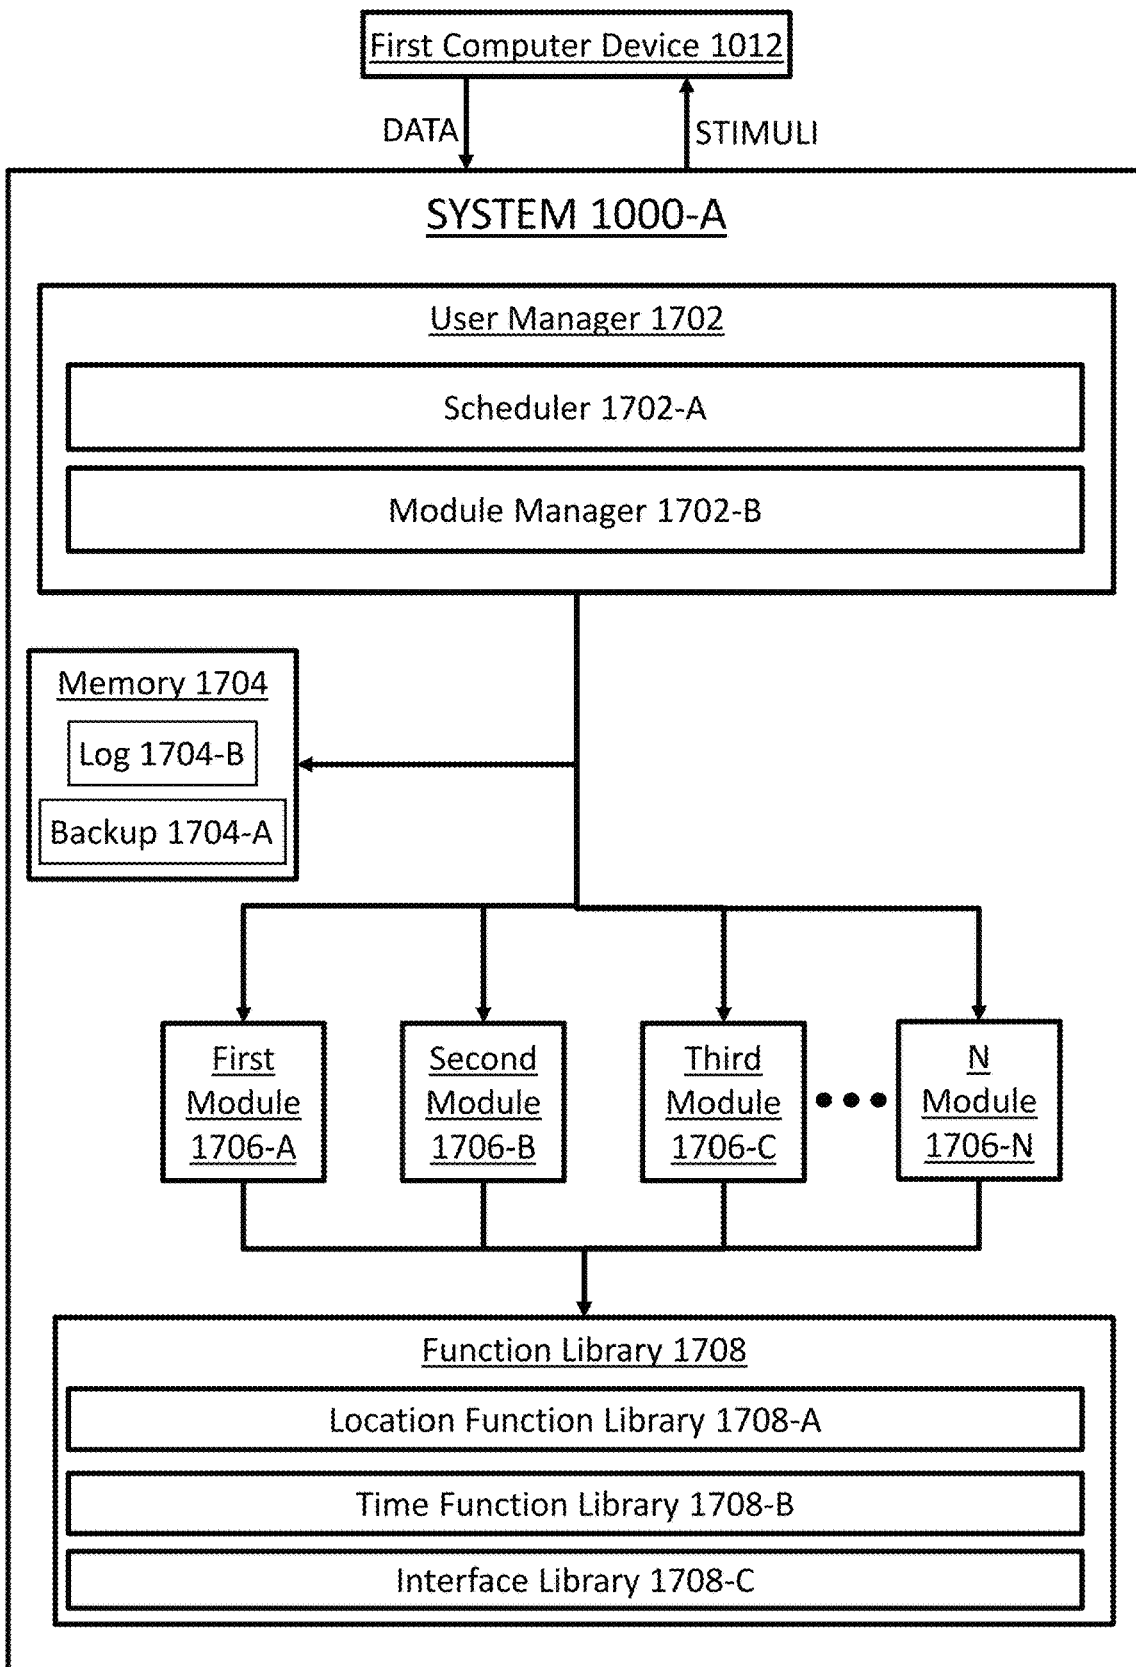 First Computer Device 1012
DATA
STIMULI
SYSTEM 1000-A
User Manager 1702
Scheduler 1702-A
Module Manager 1702-B
Memory 1704
Log 1704-B
Backup 1704-A
First
Module
1706-A
Second
Module
1706-B
Third
Module
1706-C
N
Module
1706-N
Function Library 1708
Location Function Library 1708-A
Time Function Library 1708-B
Interface Library 1708-C